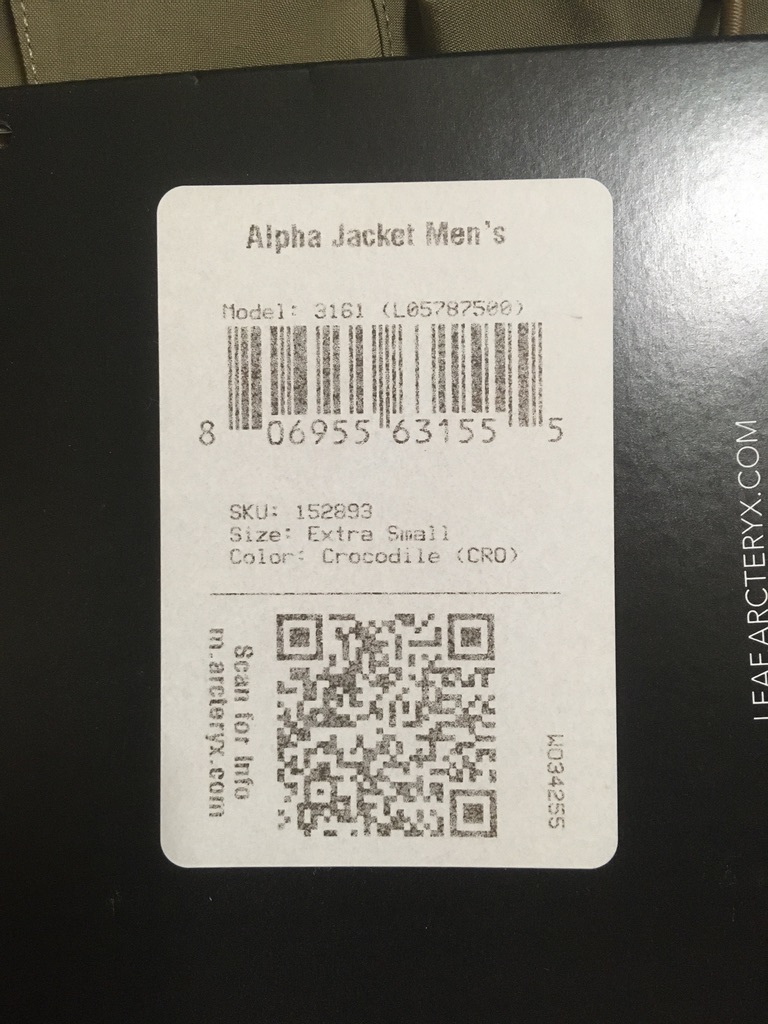 Alpha Jacket Men's
Model: 3161 (L05787500)
8 06955 63155 5
SKU: 152893
Size: Extra Small
Color: Crocodile (CRO)
Scan for Info
m.arcteryx.com
WO34255
LEAF.ARCTERYX.COM